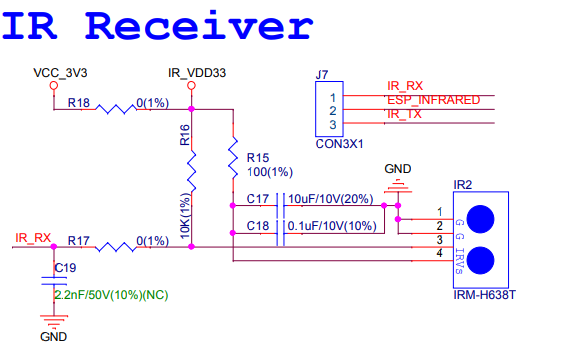 IR Receiver
VCC_3V3
IR_VDD33
J7
R18
0(1%)
IR_RX
1
ESP_INFRARED
2
IR_TX
3
R16
CON3X1
R15
100(1%)
GND
C17
10uF/10V(20%)
IR2
10K(1%)
C18
0.1uF/10V(10%)
1
2
3
4
G G IRVs
IR_RX
R17
0(1%)
C19
2.2nF/50V(10%)(NC)
IRM-H638T
GND